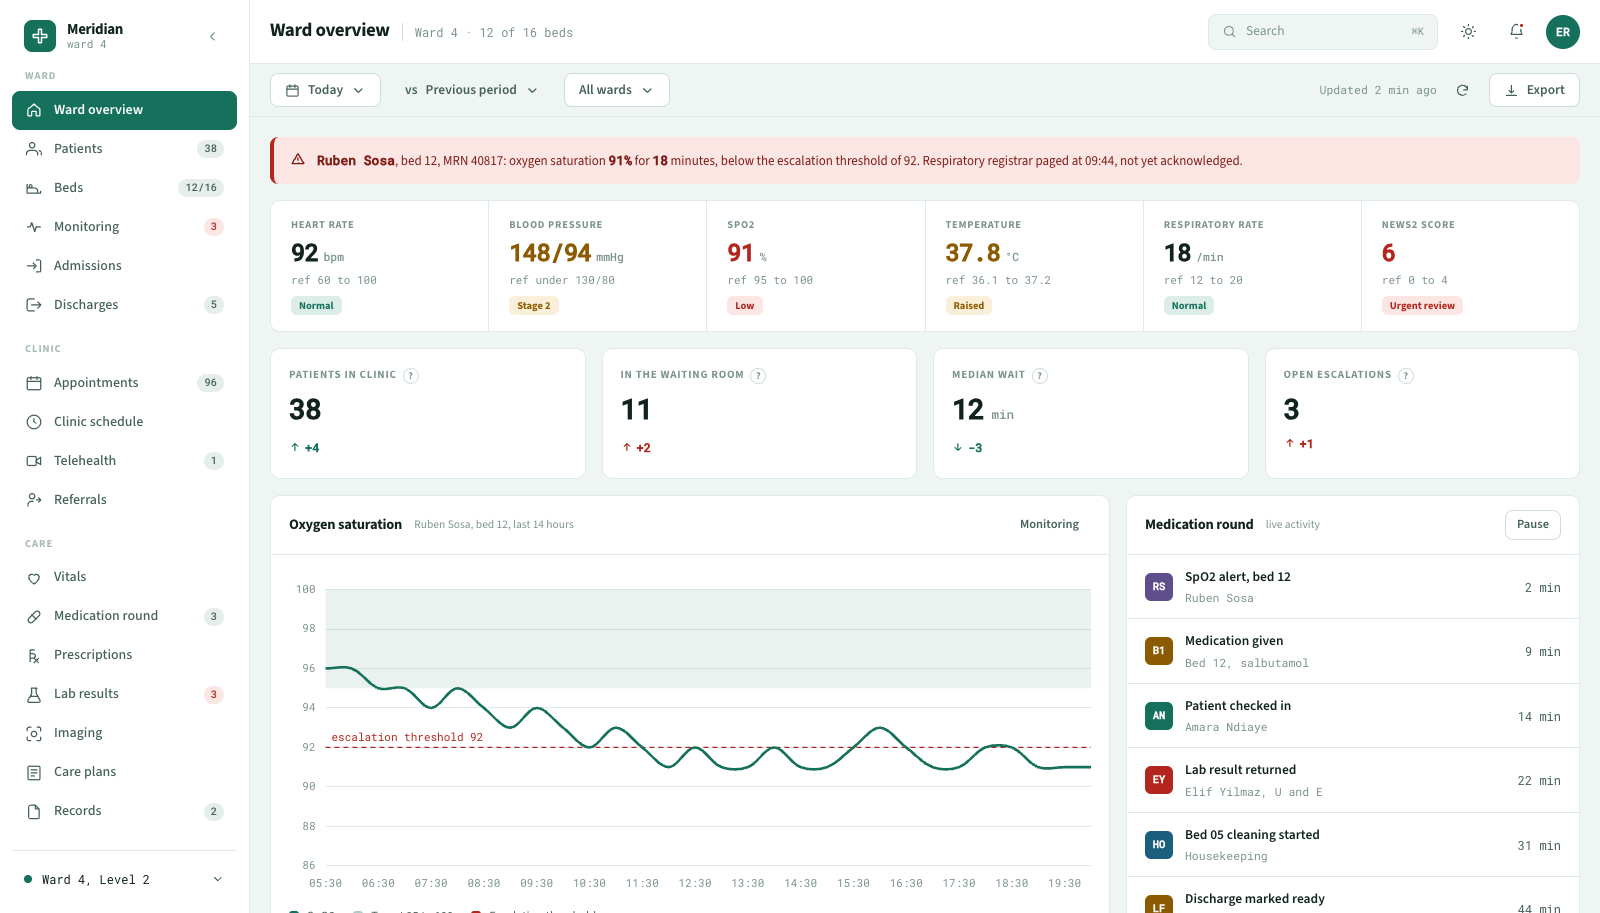 Meridian
ward 4
WARD
Ward overview
Patients 38
Beds 12/16
Monitoring 3
Admissions
Discharges 5
CLINIC
Appointments 96
Clinic schedule
Telehealth 1
Referrals
CARE
Vitals
Medication round 3
Prescriptions
Lab results 3
Imaging
Care plans
Records 2
Ward 4, Level 2
Ward overview Ward 4 · 12 of 16 beds
Search ⌘K
ER
Today
vs Previous period
All wards
Updated 2 min ago
Export
Ruben Sosa, bed 12, MRN 40817: oxygen saturation 91% for 18 minutes, below the escalation threshold of 92. Respiratory registrar paged at 09:44, not yet acknowledged.
HEART RATE
92 bpm
ref 60 to 100
Normal
BLOOD PRESSURE
148/94 mmHg
ref under 130/80
Stage 2
SPO2
91 %
ref 95 to 100
Low
TEMPERATURE
37.8 °C
ref 36.1 to 37.2
Raised
RESPIRATORY RATE
18 /min
ref 12 to 20
Normal
NEWS2 SCORE
6
ref 0 to 4
Urgent review
PATIENTS IN CLINIC ?
38
↑ +4
IN THE WAITING ROOM ?
11
↑ +2
MEDIAN WAIT ?
12 min
↓ −3
OPEN ESCALATIONS ?
3
↑ +1
Oxygen saturation Ruben Sosa, bed 12, last 14 hours
Monitoring
100
98
96
94
92
90
88
86
escalation threshold 92
05:30 06:30 07:30 08:30 09:30 10:30 11:30 12:30 13:30 14:30 15:30 16:30 17:30 18:30 19:30
Medication round live activity
Pause
RS SpO2 alert, bed 12
Ruben Sosa
2 min
B1 Medication given
Bed 12, salbutamol
9 min
AN Patient checked in
Amara Ndiaye
14 min
EY Lab result returned
Elif Yilmaz, U and E
22 min
HO Bed 05 cleaning started
Housekeeping
31 min
LF Discharge marked ready
44 min